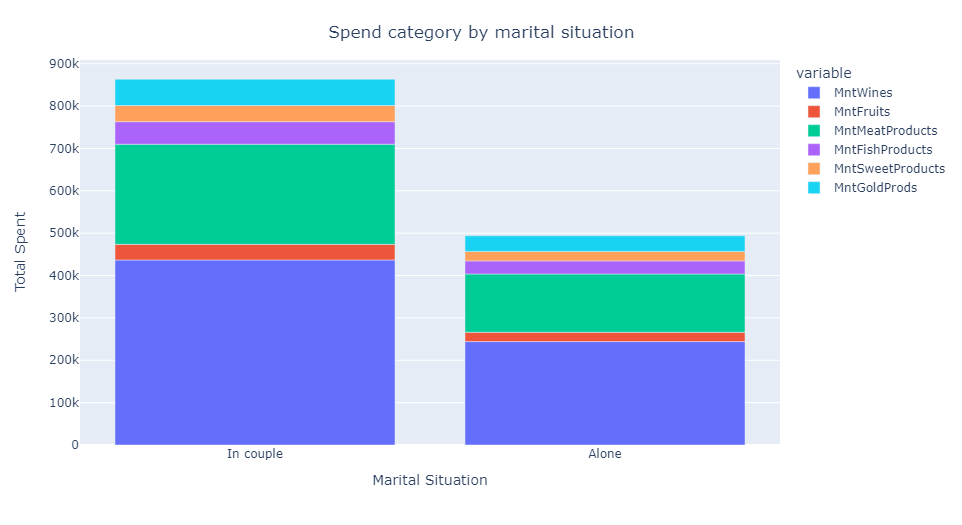 Spend category by marital situation
variable
MntWines
MntFruits
MntMeatProducts
MntFishProducts
MntSweetProducts
MntGoldProds
Total Spent
900k
800k
700k
600k
500k
400k
300k
200k
100k
0
In couple
Alone
Marital Situation